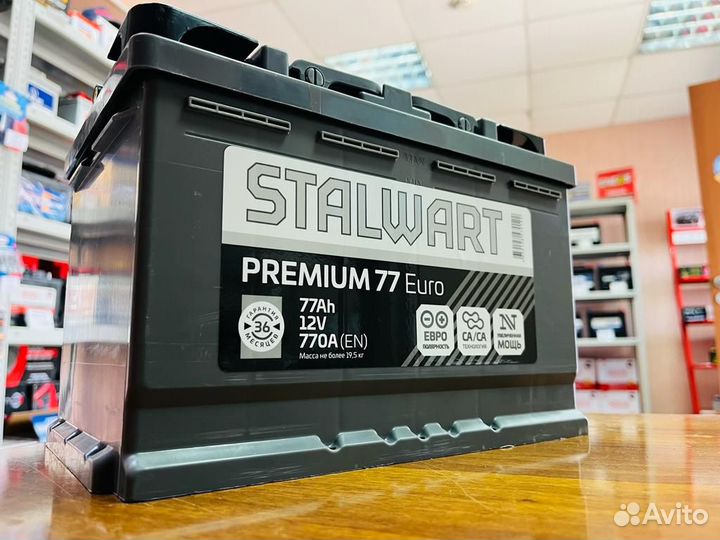 STALWART
PREMIUM 77 Euro
ГАРАНТИЯ
36
МЕСЯЦЕВ
77Ah
12V
770A (EN)
Масса не более 19,5 кг
ЕВРО
ПОЛЯРНОСТЬ
CA/CA
ТЕХНОЛОГИЯ
УВЕЛИЧЕННАЯ
МОЩЬ
Avito